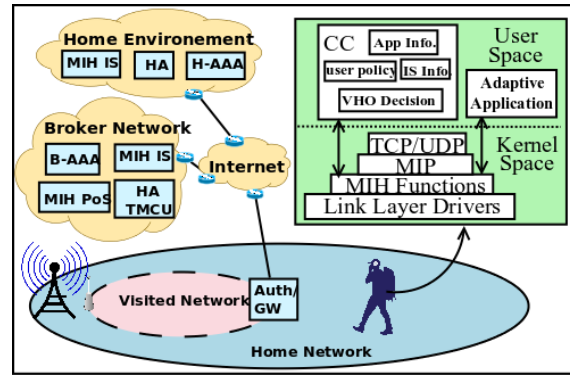 Home Environement
MIH IS
HA
H-AAA
Broker Network
B-AAA
MIH IS
MIH PoS
HA
TMCU
Internet
Visited Network
Auth/
GW
Home Network
CC
App Info.
user policy
IS Info.
VHO Decision
User
Space
Adaptive
Application
Kernel
Space
TCP/UDP
MIP
MIH Functions
Link Layer Drivers